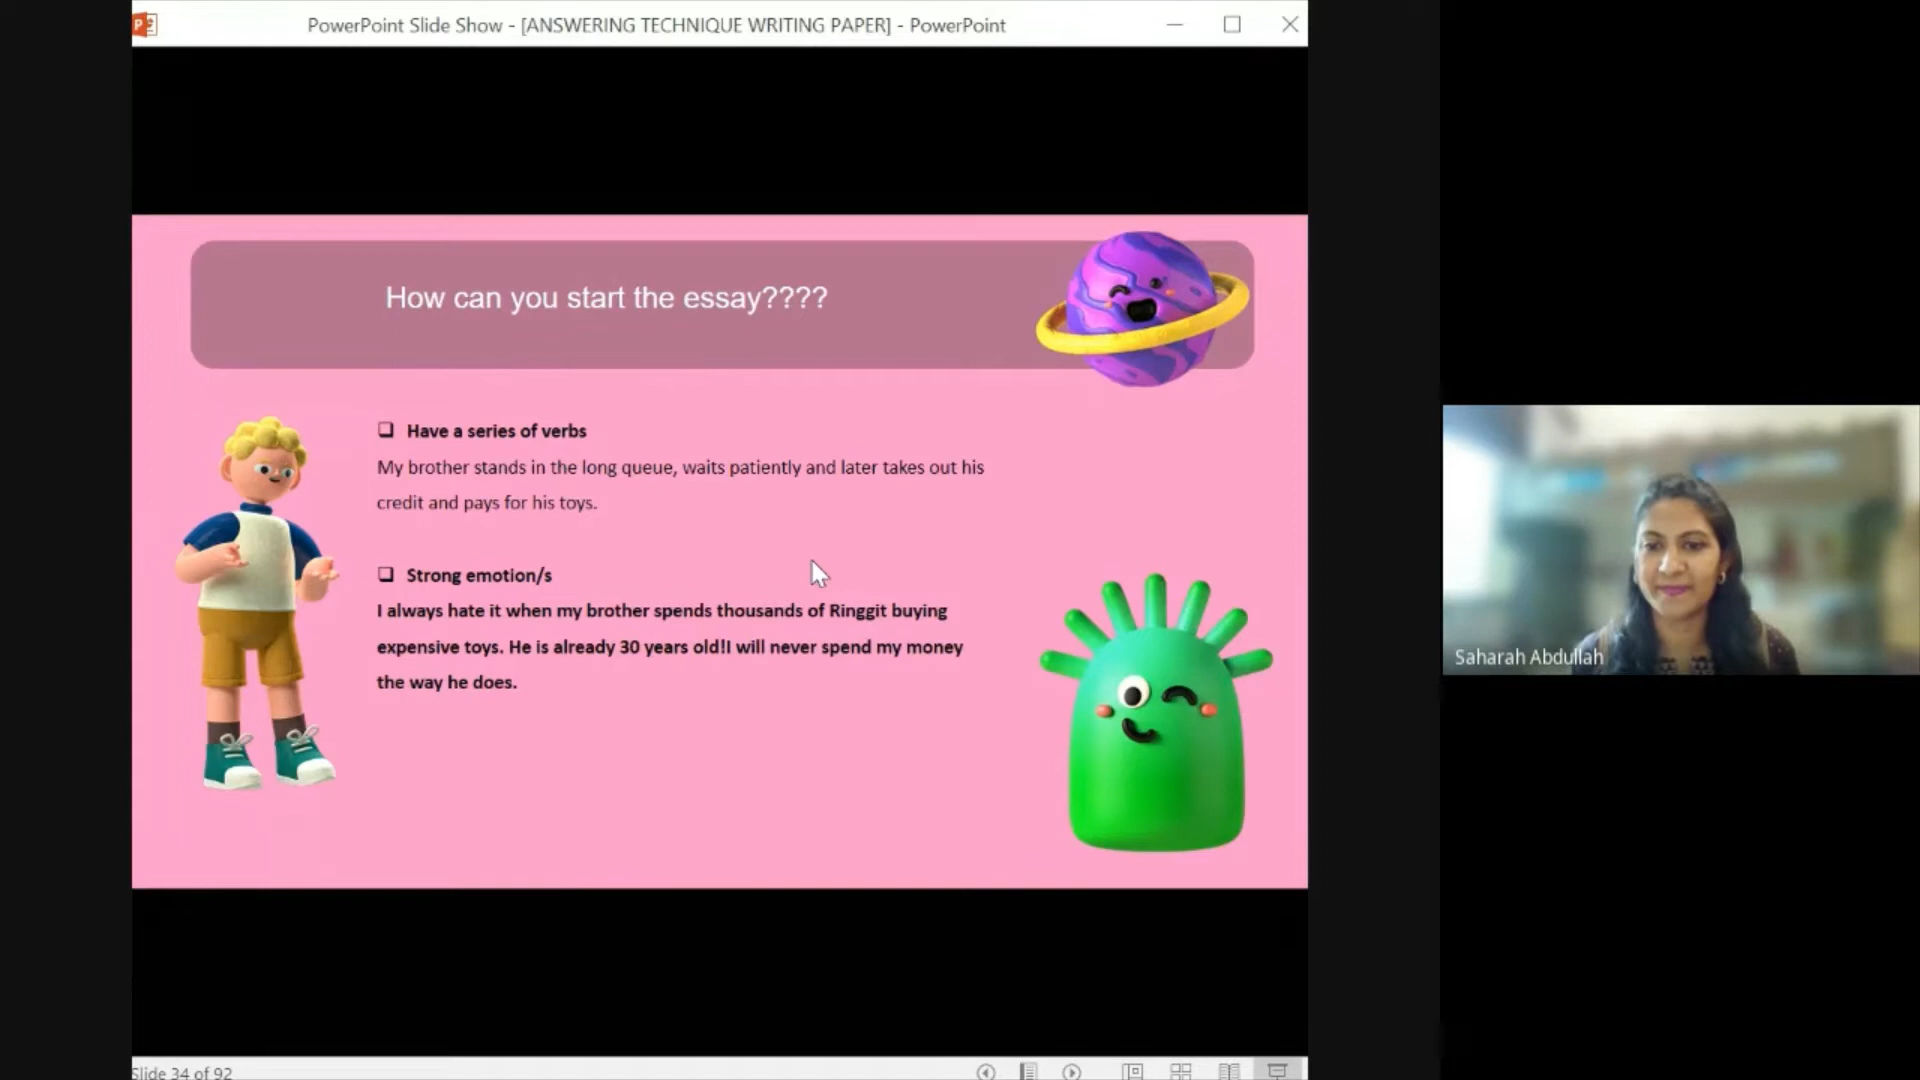 PowerPoint Slide Show - [ANSWERING TECHNIQUE WRITING PAPER] - PowerPoint
How can you start the essay????
Have a series of verbs
My brother stands in the long queue, waits patiently and later takes out his
credit and pays for his toys.
Strong emotion/s
I always hate it when my brother spends thousands of Ringgit buying
expensive toys. He is already 30 years old!I will never spend my money
the way he does.
Saharah Abdullah
Slide 34 of 92